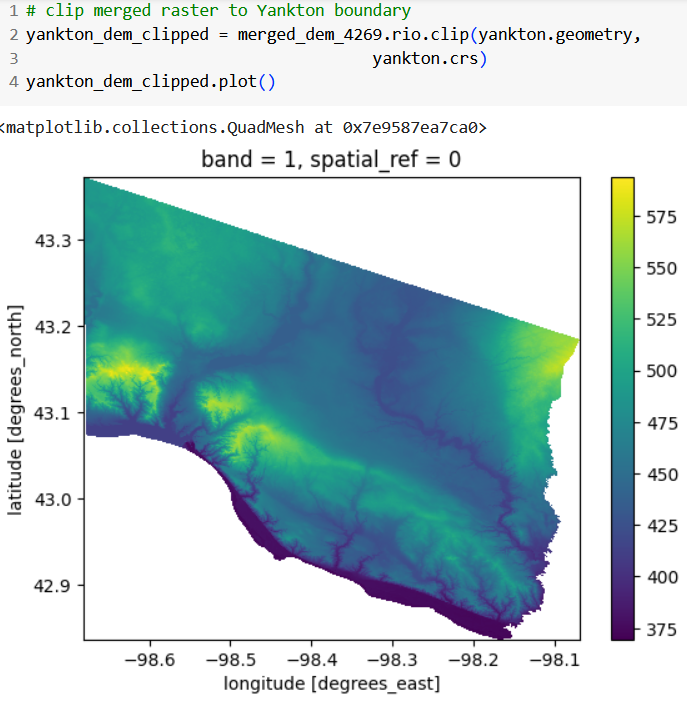 1 # clip merged raster to Yankton boundary
2 yankton_dem_clipped = merged_dem_4269.rio.clip(yankton.geometry,
3 yankton.crs)
4 yankton_dem_clipped.plot()
<matplotlib.collections.QuadMesh at 0x7e9587ea7ca0>
band = 1, spatial_ref = 0
43.3
43.2
43.1
43.0
42.9
latitude [degrees_north]
−98.6 −98.5 −98.4 −98.3 −98.2 −98.1
longitude [degrees_east]
575
550
525
500
475
450
425
400
375